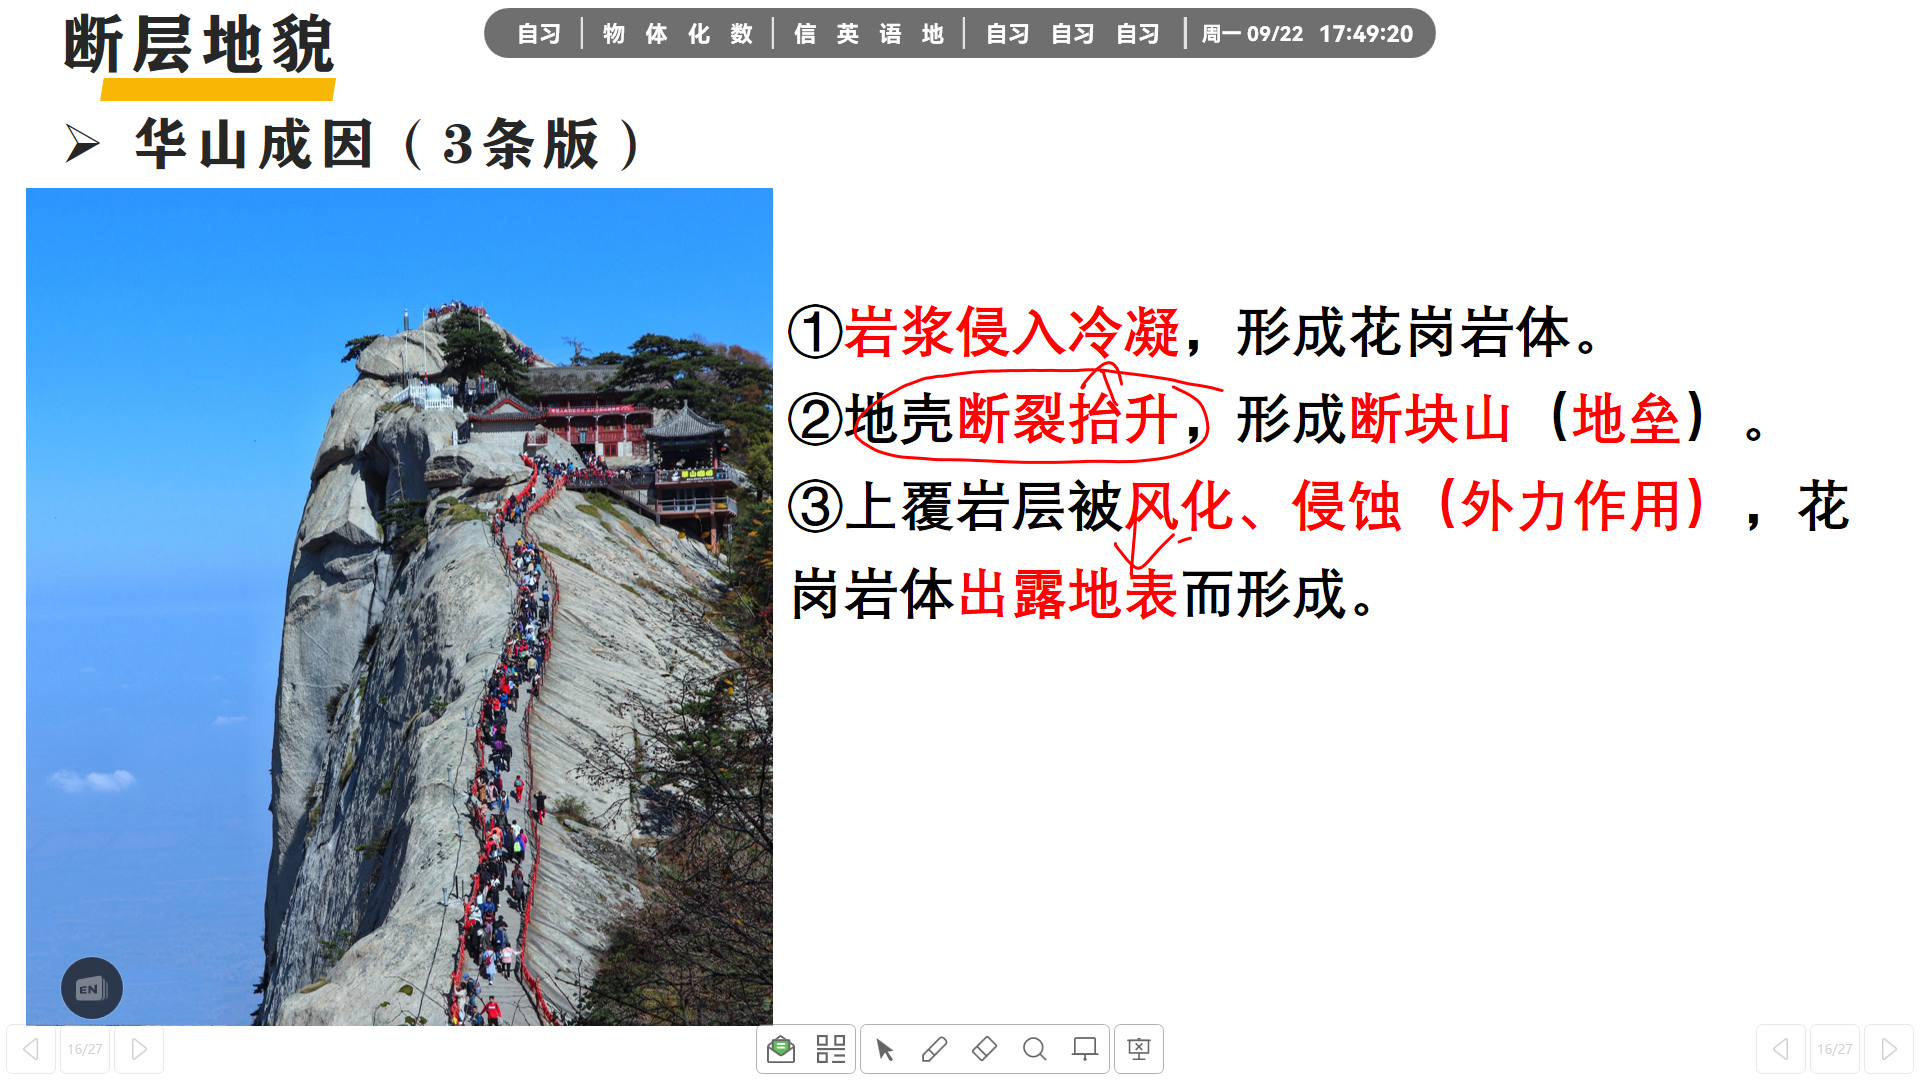 断层地貌
自习 物 体 化 数 信 英 语 地 自习 自习 自习 周一 09/22 17:49:20
华山成因（3条版）
①岩浆侵入冷凝，形成花岗岩体。
②地壳断裂抬升，形成断块山（地垒）。
③上覆岩层被风化、侵蚀（外力作用），花
岗岩体出露地表而形成。
EN
16/27
16/27